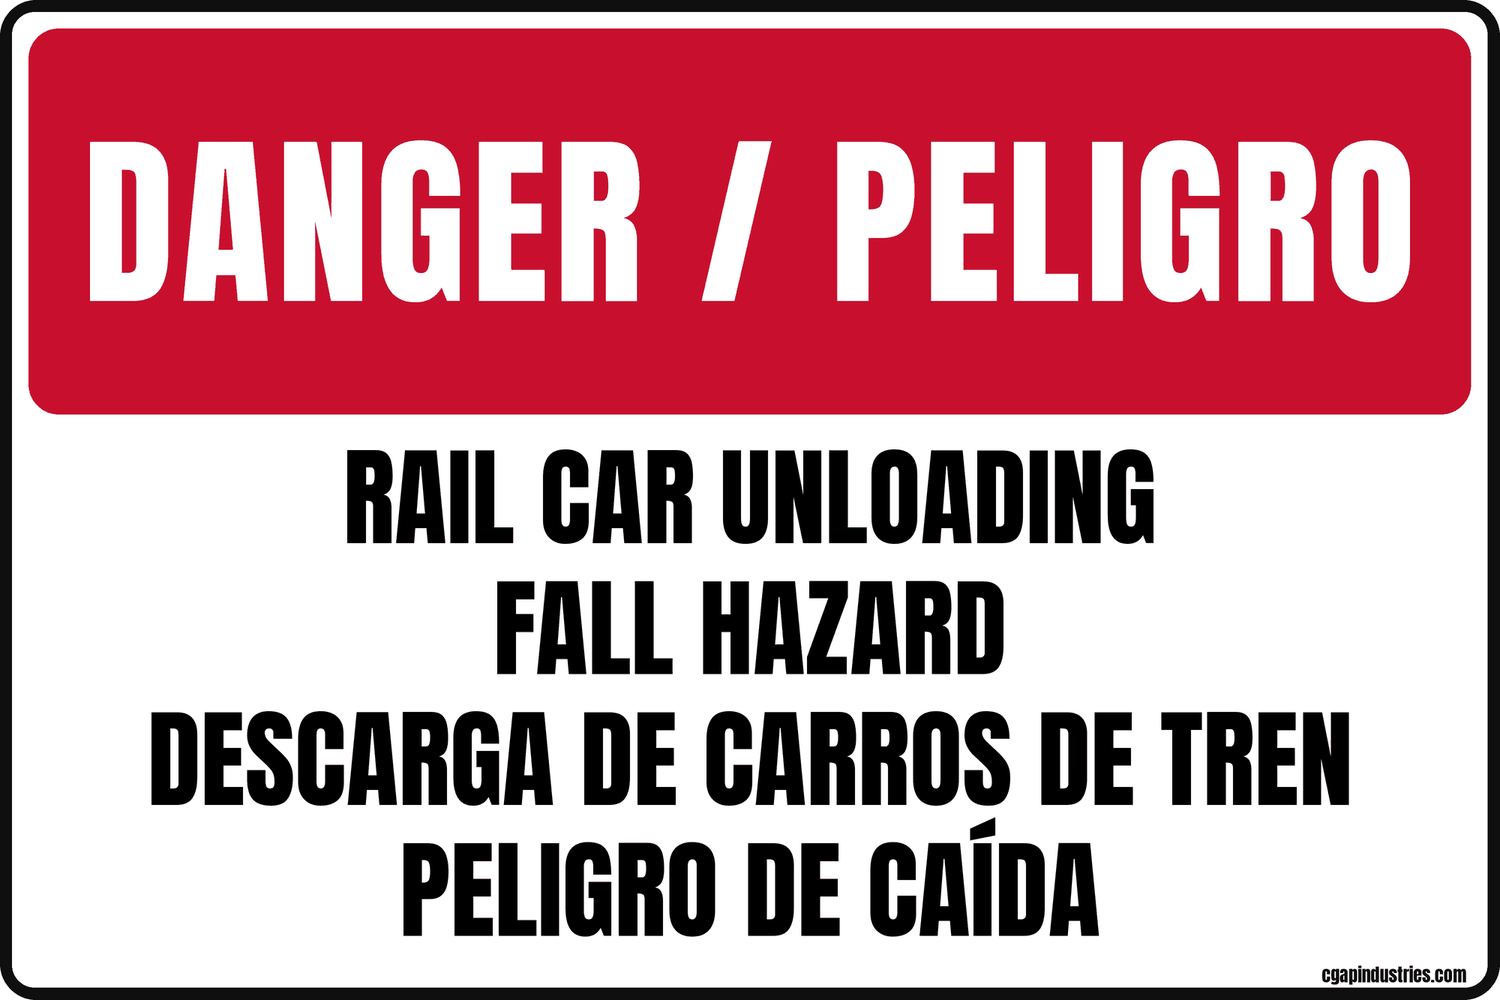 DANGER / PELIGRO
RAIL CAR UNLOADING
FALL HAZARD
DESCARGA DE CARROS DE TREN
PELIGRO DE CAÍDA
cgapindustries.com